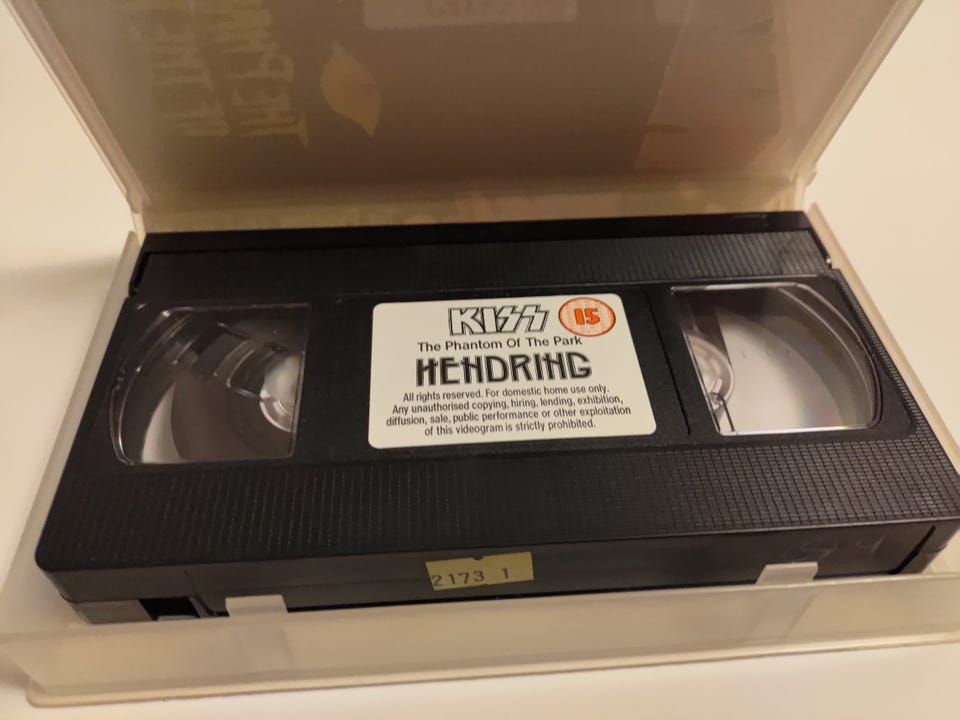 KISS
15
The Phantom Of The Park
HENDRING
All rights reserved. For domestic home use only.
Any unauthorised copying, hiring, lending, exhibition,
diffusion, sale, public performance or other exploitation
of this videogram is strictly prohibited.
2173 1